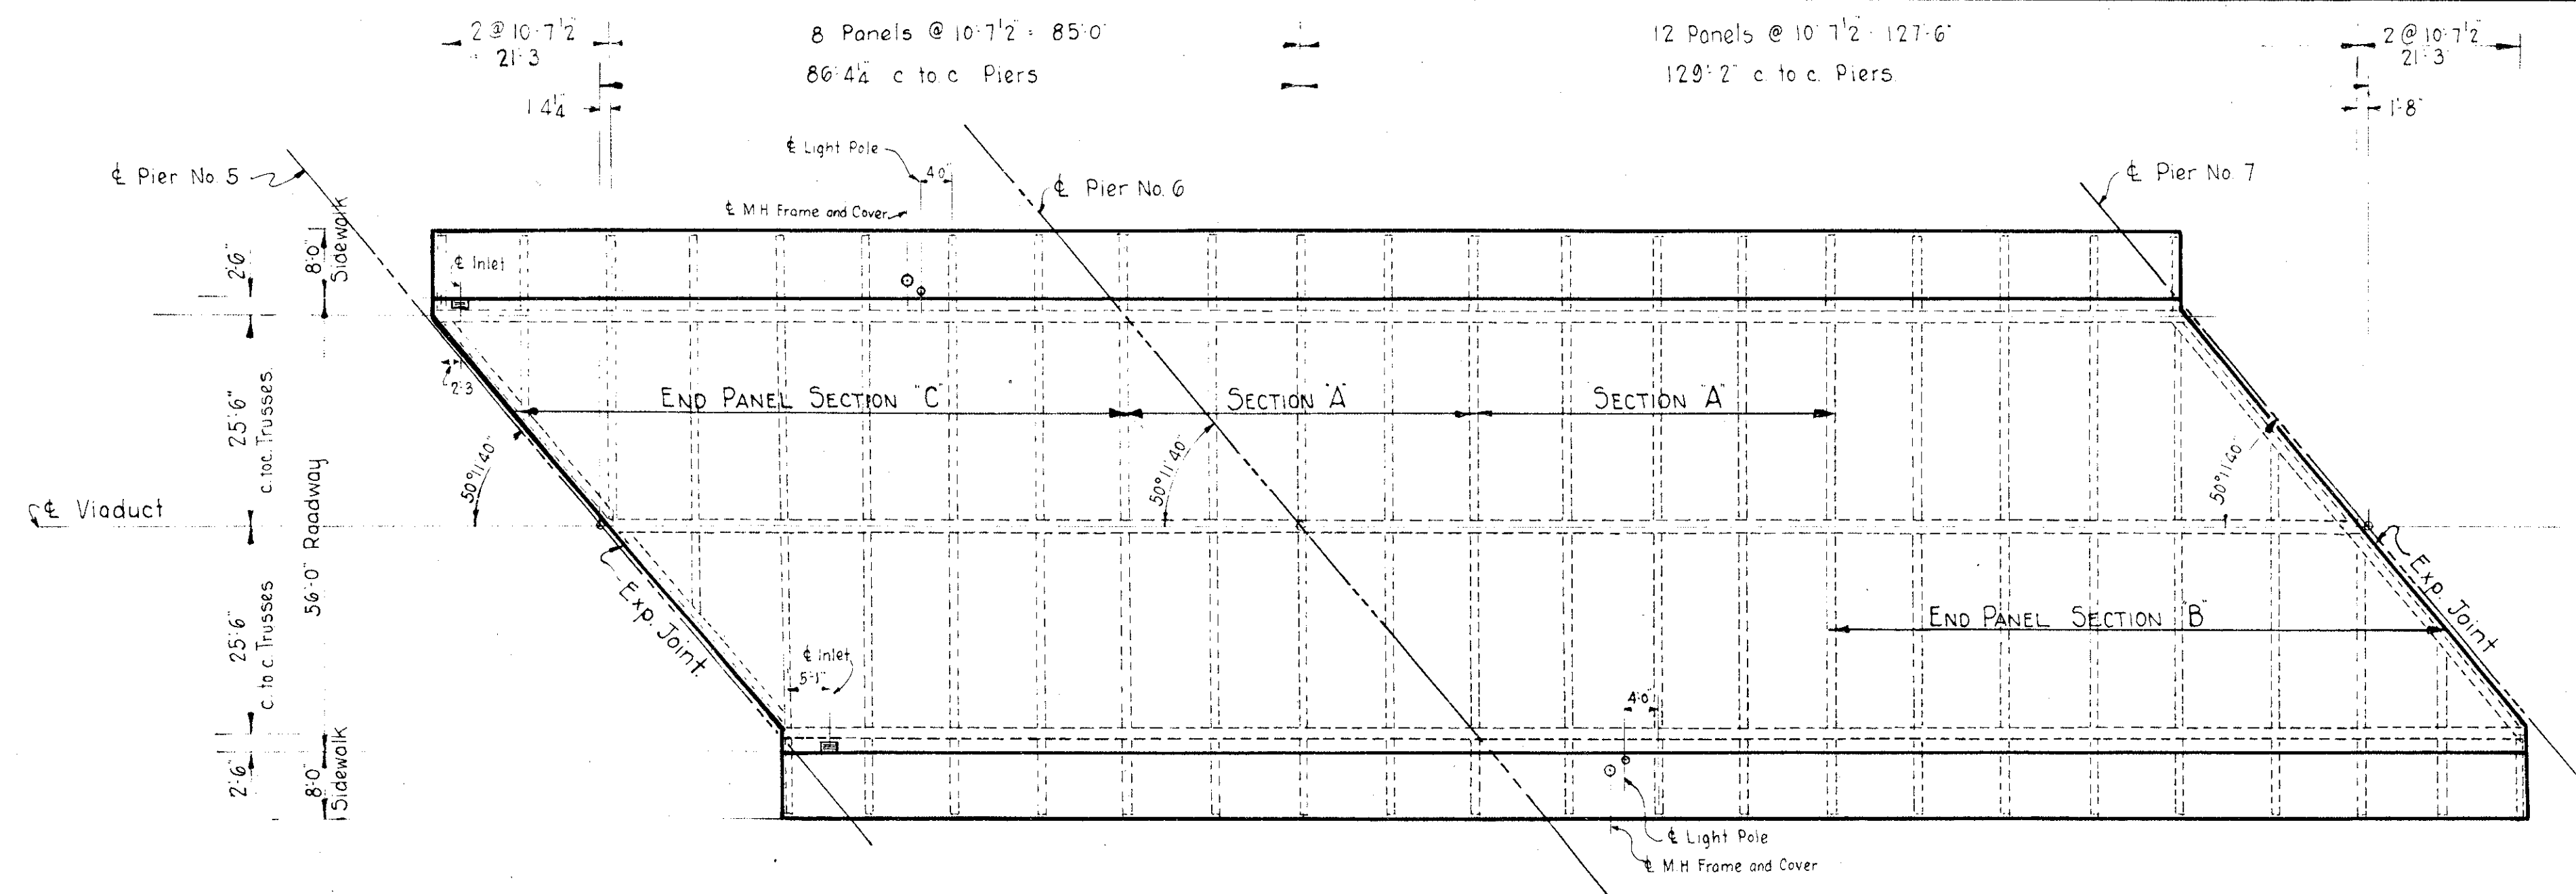 2 @ 10'-7½"
= 21'-3
8 Panels @ 10'-7½" = 85'-0"
12 Panels @ 10'-7½" - 127'-6"
2 @ 10'-7½"
21'-3"
86'-4¼" c to c Piers
129'-2" c. to c. Piers.
1'-4¼"
1'-8"
℄ Light Pole
4'0"
℄ Pier No. 5
℄ Pier No. 6
℄ Pier No. 7
℄ M.H Frame and Cover
2'-6"
8'-0"
Sidewalk
℄ Inlet
2'-3
25'-6"
c. to c. Trusses.
END PANEL SECTION "C"
SECTION "A"
SECTION "A"
50°11'40"
50°11'40"
50°11'40"
℄ Viaduct
56'-0" Roadway
25'-6"
c. to c. Trusses
Exp. Joint.
Exp. Joint
END PANEL SECTION "B"
℄ Inlet
5'-1"
4'-0"
2'-6"
8'-0"
Sidewalk
℄ Light Pole
℄ M.H Frame and Cover